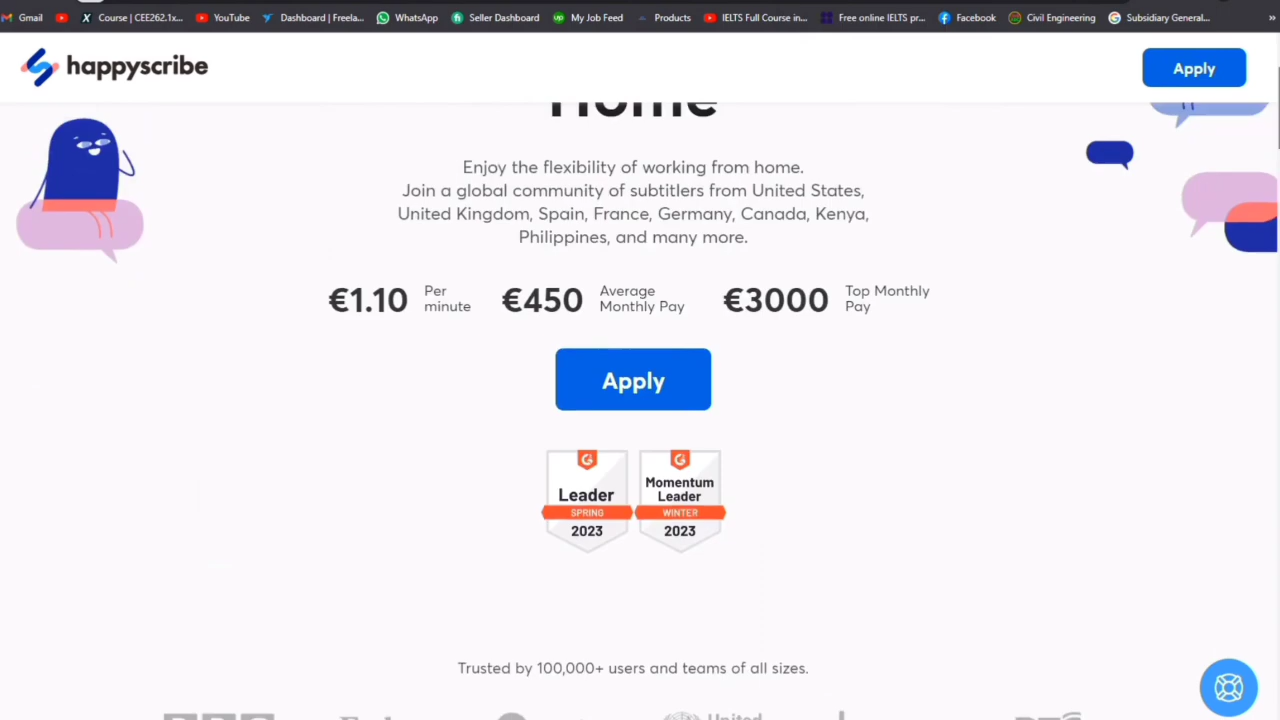 Gmail
Course | CEE262.1x...
YouTube
Dashboard | Freela...
WhatsApp
Seller Dashboard
My Job Feed
Products
IELTS Full Course in...
Free online IELTS pr...
Facebook
Civil Engineering
Subsidiary General...
»
happyscribe
Apply
Home
Enjoy the flexibility of working from home.
Join a global community of subtitlers from United States,
United Kingdom, Spain, France, Germany, Canada, Kenya,
Philippines, and many more.
€1.10 Per minute
€450 Average Monthly Pay
€3000 Top Monthly Pay
Apply
Leader
SPRING
2023
Momentum
Leader
WINTER
2023
Trusted by 100,000+ users and teams of all sizes.
United